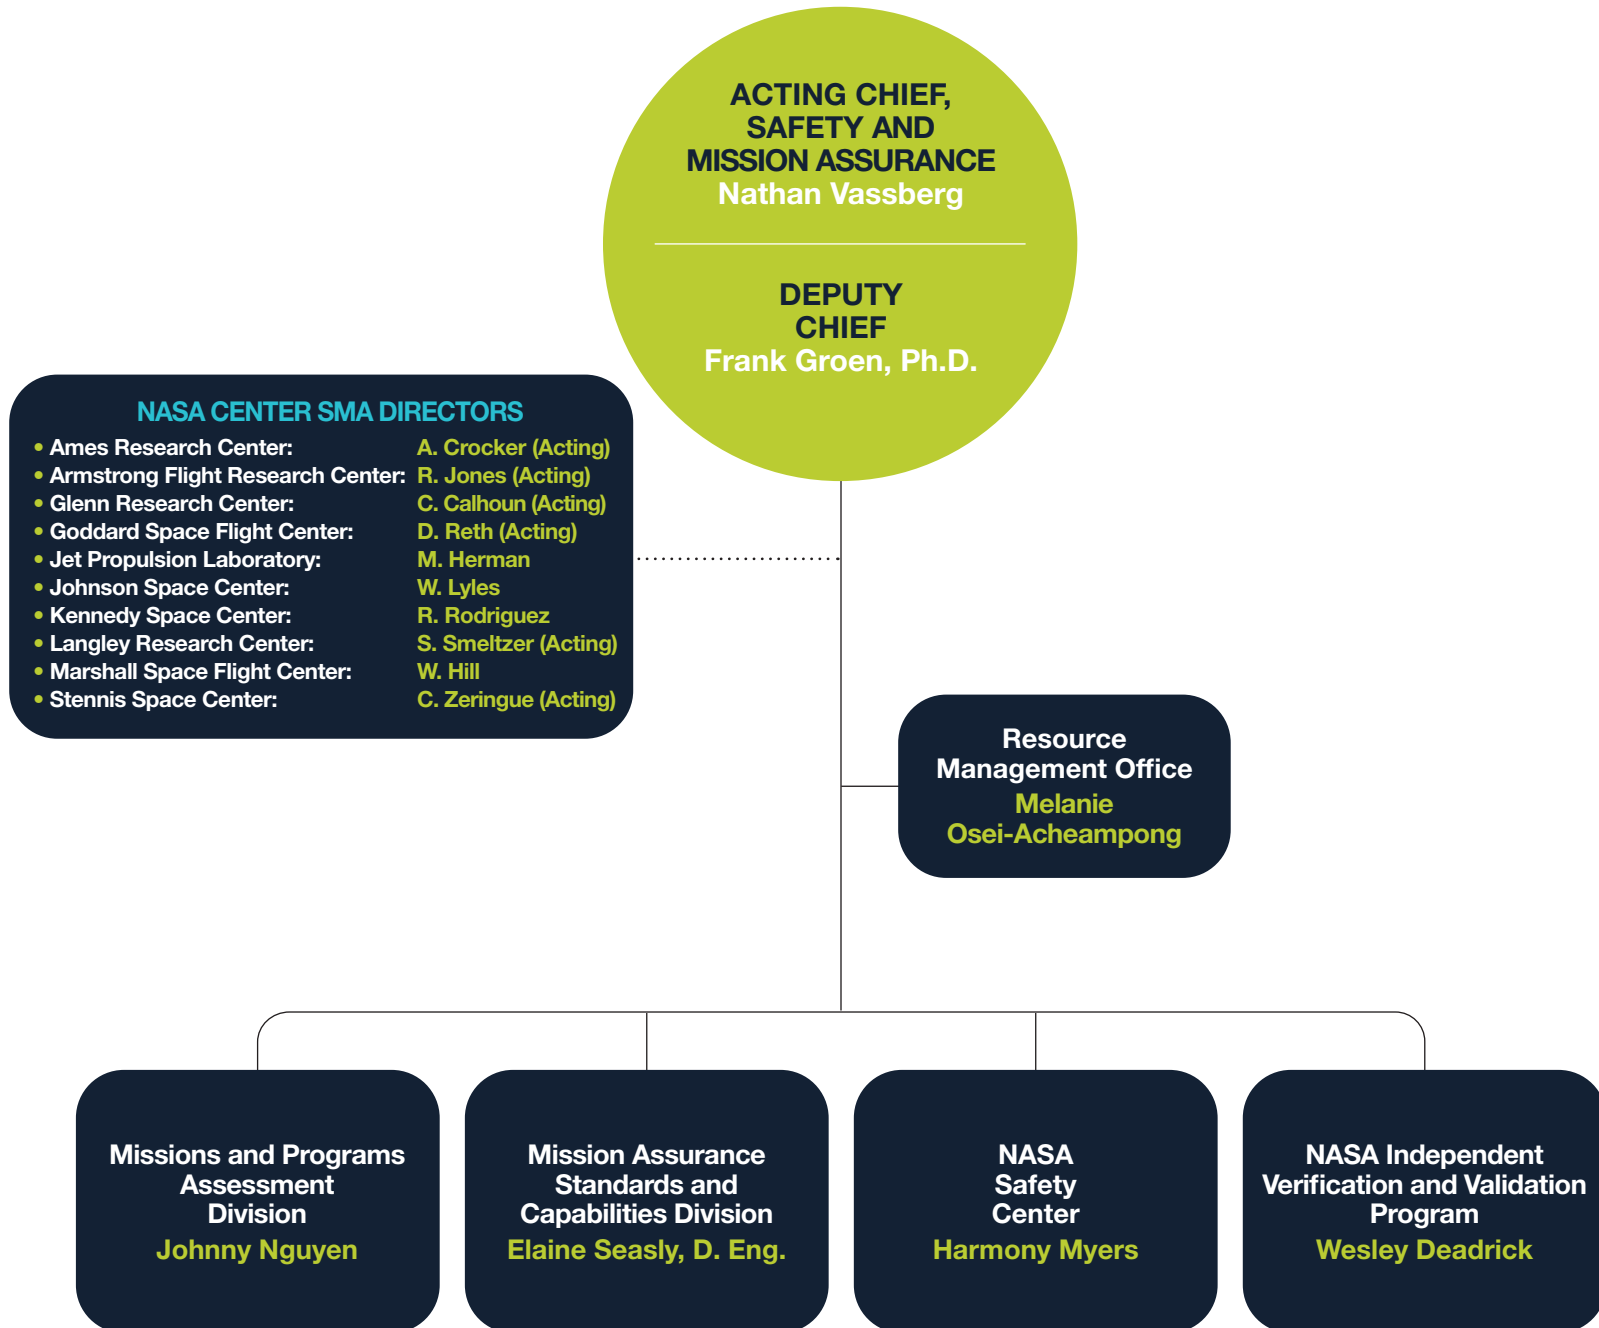 ACTING CHIEF,
SAFETY AND
MISSION ASSURANCE
Nathan Vassberg
DEPUTY
CHIEF
Frank Groen, Ph.D.
NASA CENTER SMA DIRECTORS
• Ames Research Center: A. Crocker (Acting)
• Armstrong Flight Research Center: R. Jones (Acting)
• Glenn Research Center: C. Calhoun (Acting)
• Goddard Space Flight Center: D. Reth (Acting)
• Jet Propulsion Laboratory: M. Herman
• Johnson Space Center: W. Lyles
• Kennedy Space Center: R. Rodriguez
• Langley Research Center: S. Smeltzer (Acting)
• Marshall Space Flight Center: W. Hill
• Stennis Space Center: C. Zeringue (Acting)
Resource
Management Office
Melanie
Osei-Acheampong
Missions and Programs
Assessment
Division
Johnny Nguyen
Mission Assurance
Standards and
Capabilities Division
Elaine Seasly, D. Eng.
NASA
Safety
Center
Harmony Myers
NASA Independent
Verification and Validation
Program
Wesley Deadrick